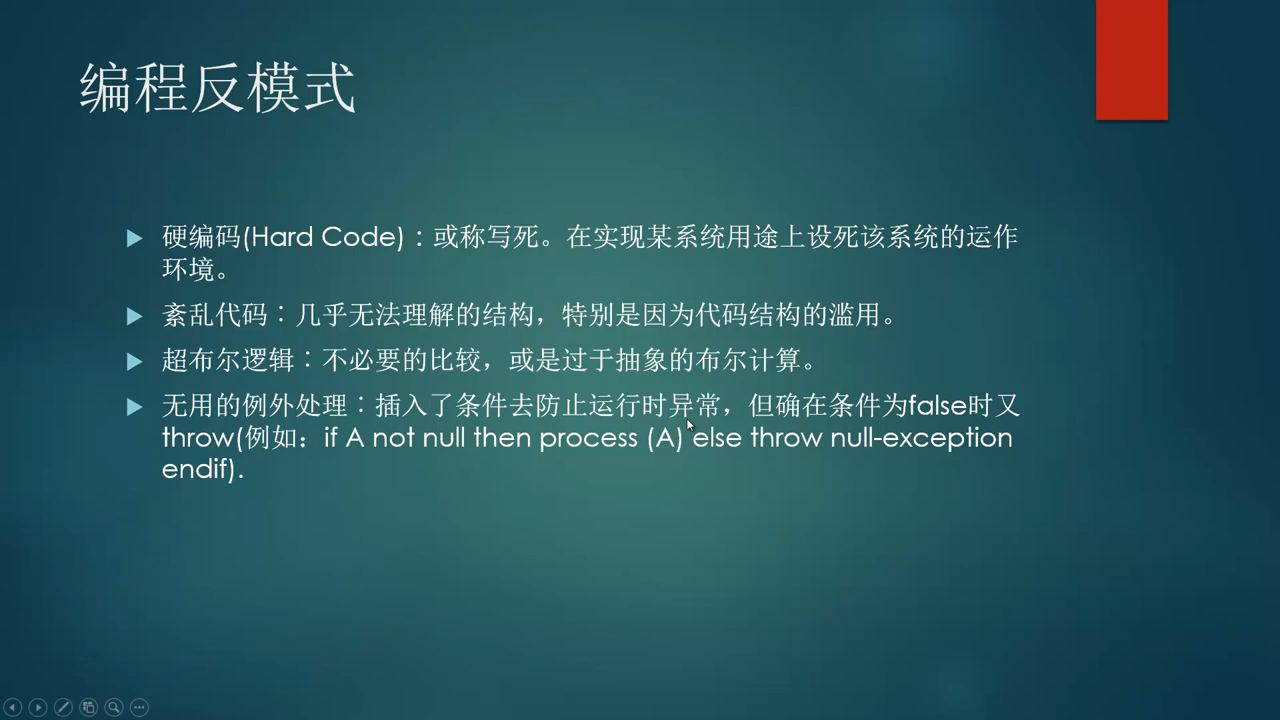 编程反模式
硬编码(Hard Code)：或称写死。在实现某系统用途上设死该系统的运作
环境。
紊乱代码：几乎无法理解的结构，特别是因为代码结构的滥用。
超布尔逻辑：不必要的比较，或是过于抽象的布尔计算。
无用的例外处理：插入了条件去防止运行时异常，但确在条件为false时又
throw(例如：if A not null then process (A) else throw null-exception
endif).